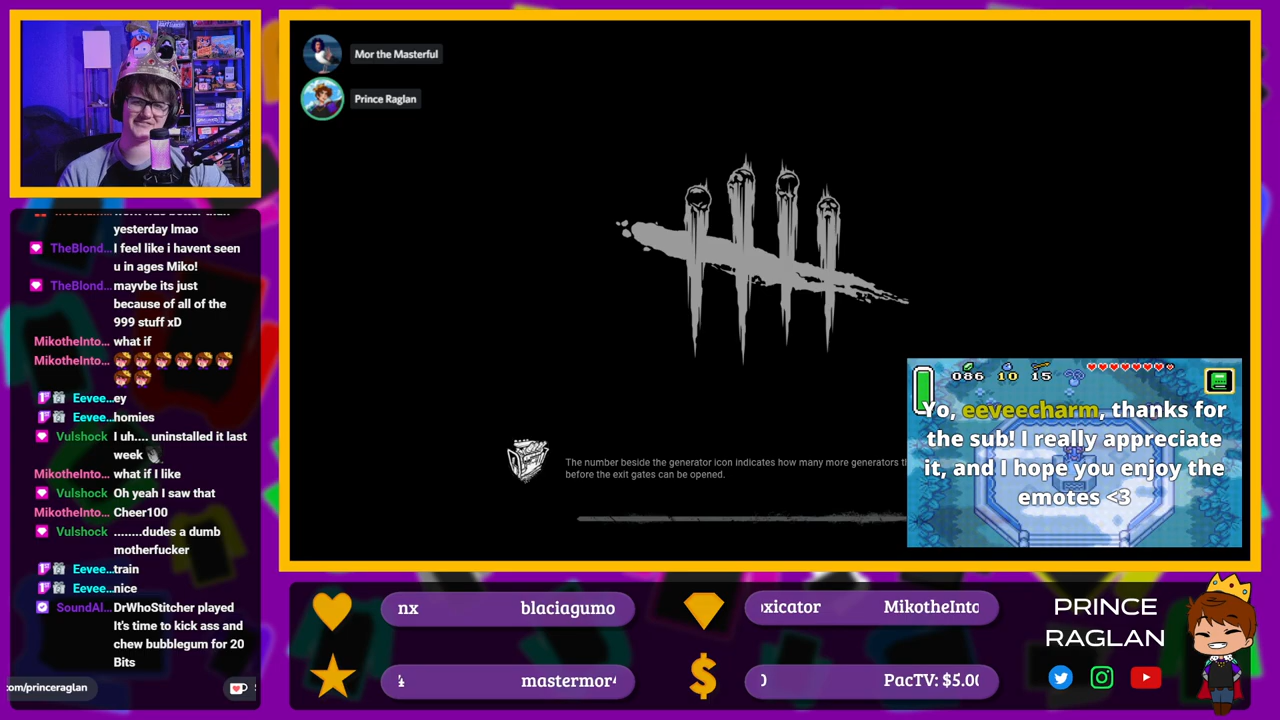 Mor the Masterful
Prince Raglan
yesterday lmao
TheBlond... I feel like i havent seen
u in ages Miko!
TheBlond... mayvbe its just
because of all of the
999 stuff xD
MikotheInto... what if
MikotheInto...
Eevee... ey
Eevee... homies
Vulshock I uh.... uninstalled it last
week
MikotheInto... what if I like
Vulshock Oh yeah I saw that
MikotheInto... Cheer100
Vulshock ........dudes a dumb
motherfucker
Eevee... train
Eevee... nice
SoundAl... DrWhoStitcher played
It's time to kick ass and
chew bubblegum for 20
Bits
com/princeraglan
The number beside the generator icon indicates how many more generators
before the exit gates can be opened.
086 10 15
Yo, eeveecharm, thanks for
the sub! I really appreciate
it, and I hope you enjoy the
emotes <3
nx blaciagumo
xicator MikotheInto
mastermor
PacTV: $5.00
PRINCE
RAGLAN